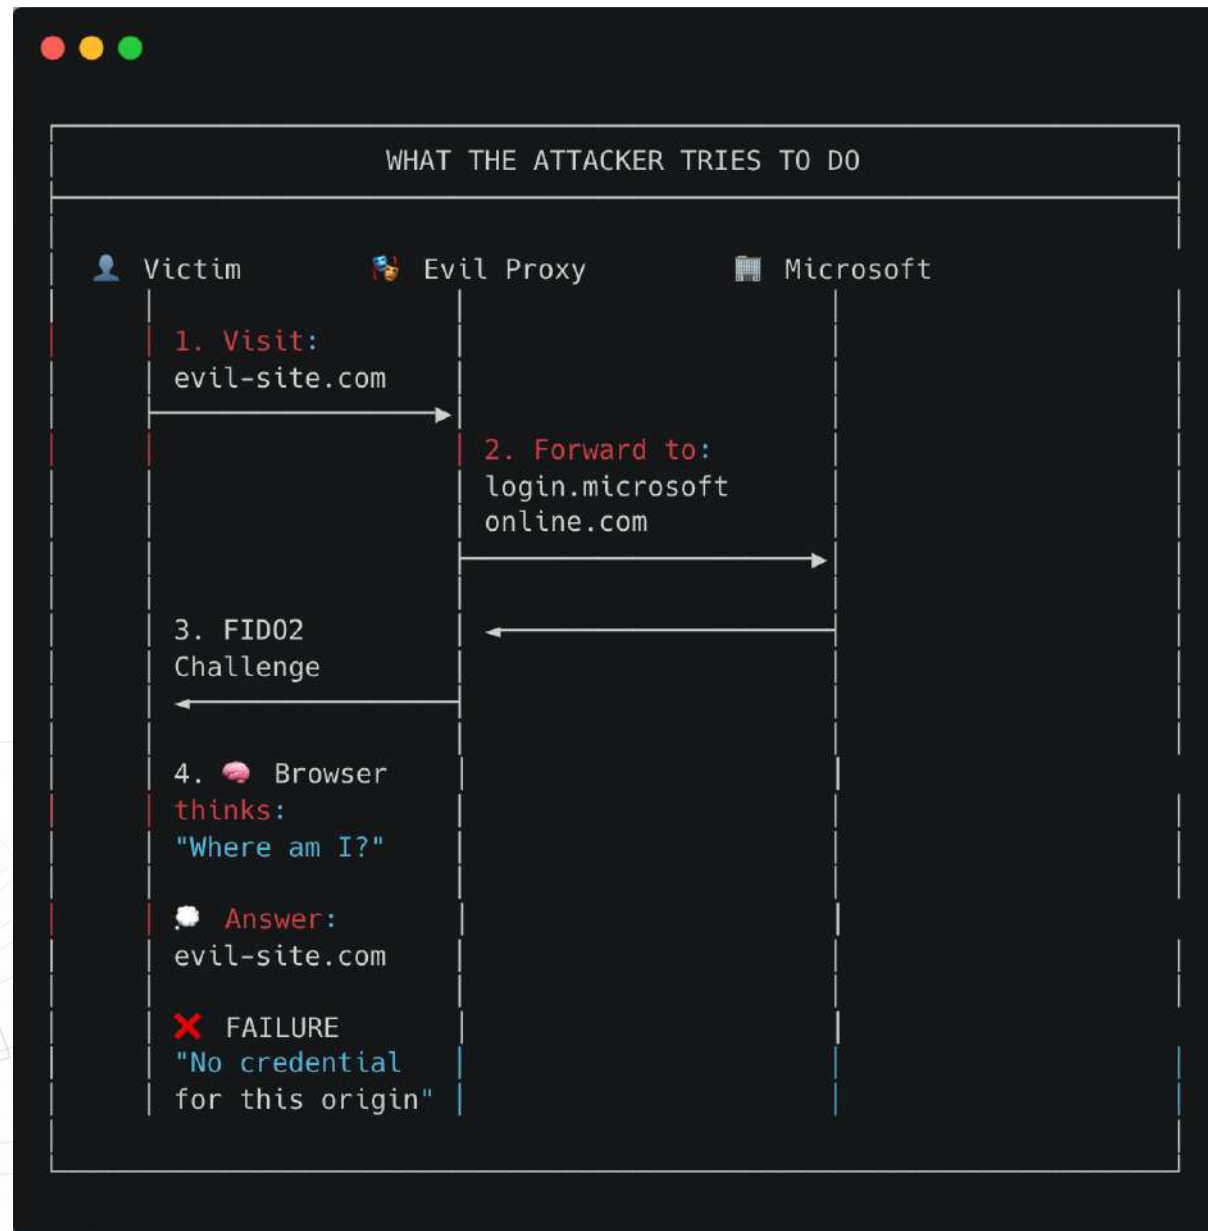 WHAT THE ATTACKER TRIES TO DO
👤 Victim 🎭 Evil Proxy 🏢 Microsoft
1. Visit:
evil-site.com
2. Forward to:
login.microsoft
online.com
3. FIDO2
Challenge
4. 🧠 Browser
thinks:
"Where am I?"
💭 Answer:
evil-site.com
❌ FAILURE
"No credential
for this origin"